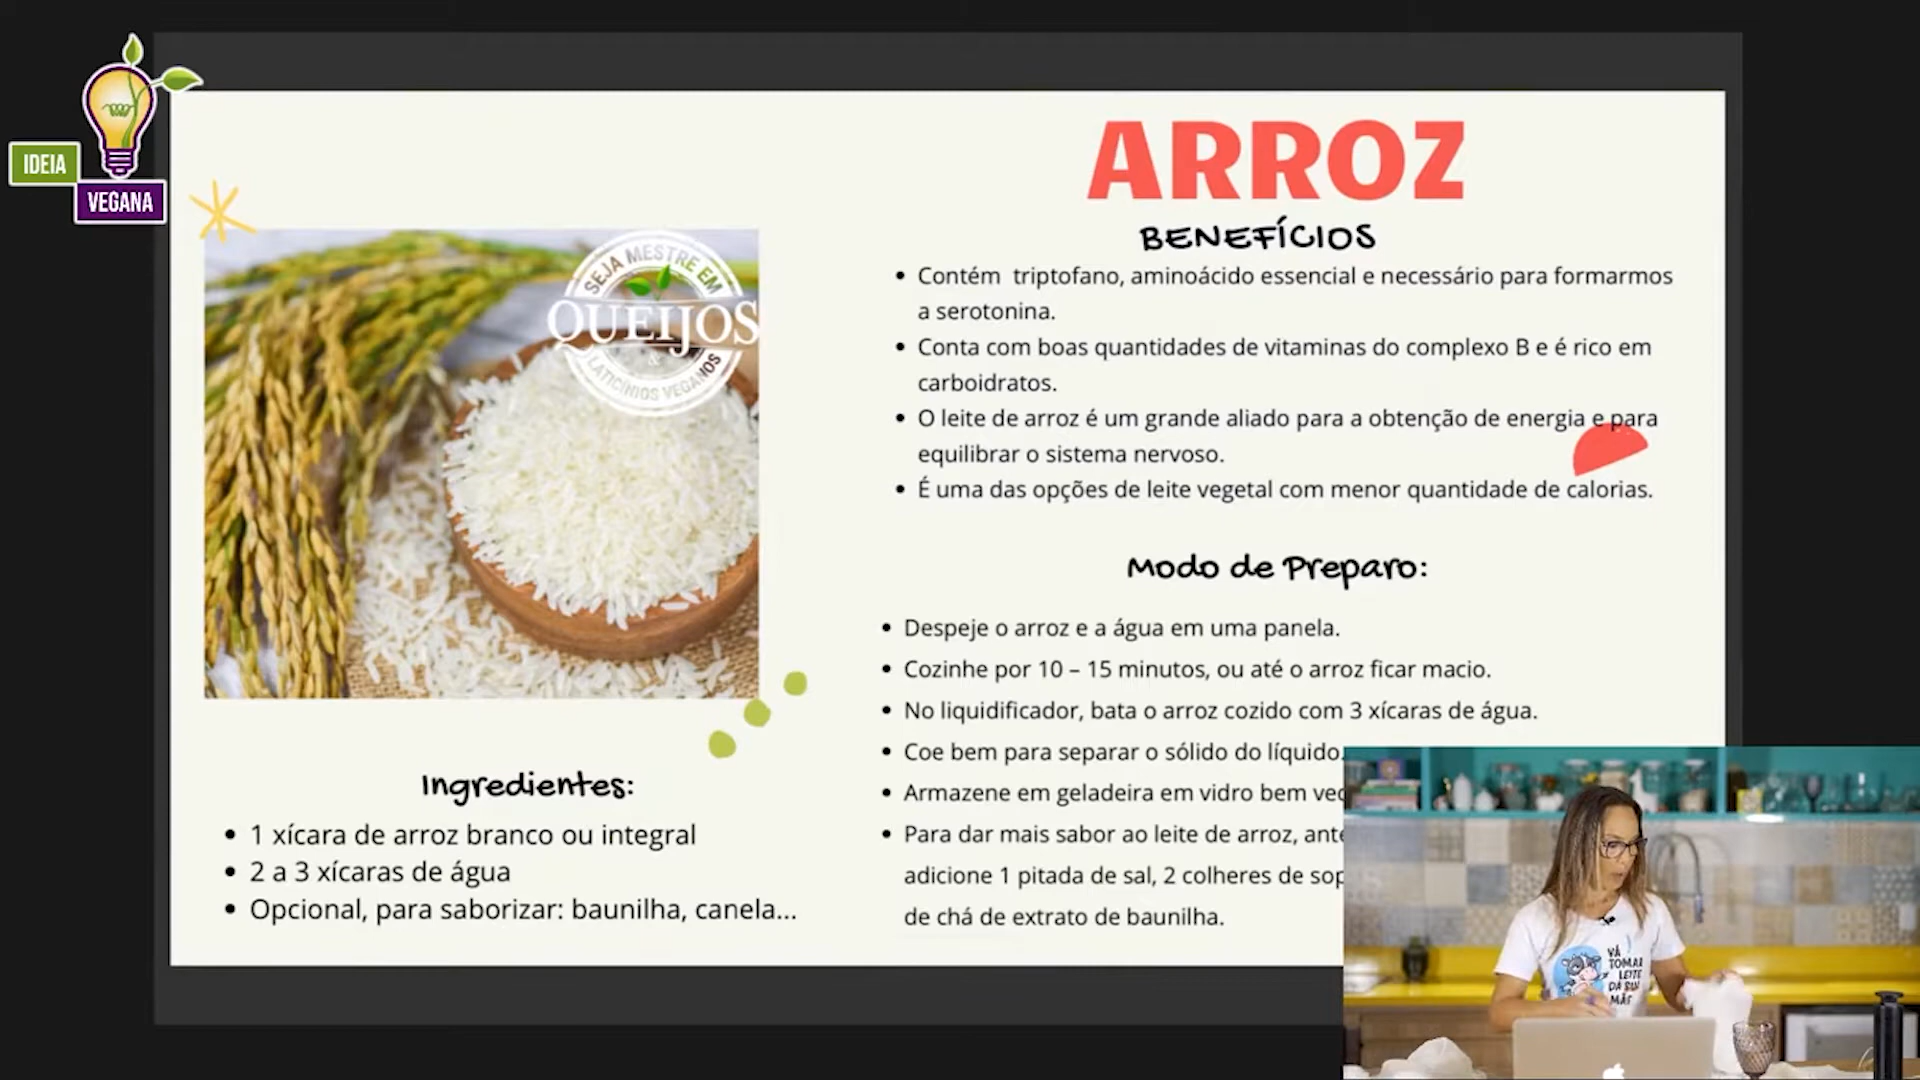 IDEIA
VEGANA
SEJA MESTRE EM
QUEIJOS
&
LATICÍNIOS VEGANOS
Ingredientes:
• 1 xícara de arroz branco ou integral
• 2 a 3 xícaras de água
• Opcional, para saborizar: baunilha, canela...
ARROZ
BENEFÍCIOS
• Contém triptofano, aminoácido essencial e necessário para formarmos
a serotonina.
• Conta com boas quantidades de vitaminas do complexo B e é rico em
carboidratos.
• O leite de arroz é um grande aliado para a obtenção de energia e para
equilibrar o sistema nervoso.
• É uma das opções de leite vegetal com menor quantidade de calorias.
Modo de Preparo:
• Despeje o arroz e a água em uma panela.
• Cozinhe por 10 – 15 minutos, ou até o arroz ficar macio.
• No liquidificador, bata o arroz cozido com 3 xícaras de água.
• Coe bem para separar o sólido do líquido.
• Armazene em geladeira em vidro bem
• Para dar mais sabor ao leite de arroz,
adicione 1 pitada de sal, 2 colheres de
de chá de extrato de baunilha.
VÁ
TOMAR
LEITE
DA SUA
MÃE